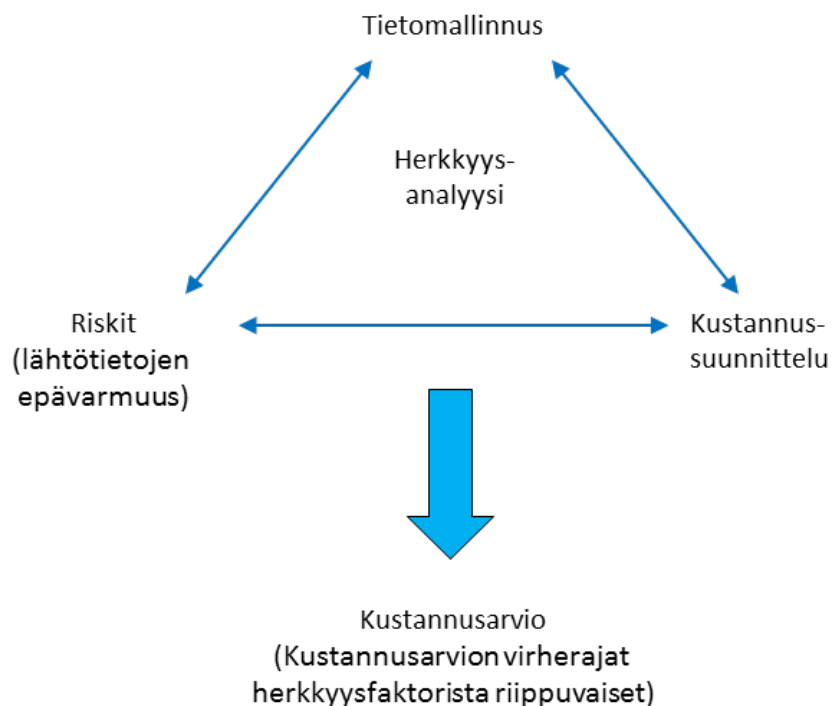 Tietomallinnus
Herkkyys-
analyysi
Riskit
(lähtötietojen
epävarmuus)
Kustannus-
suunnittelu
Kustannusarvio
(Kustannusarvion virherajat
herkkyysfaktorista riippuvaiset)